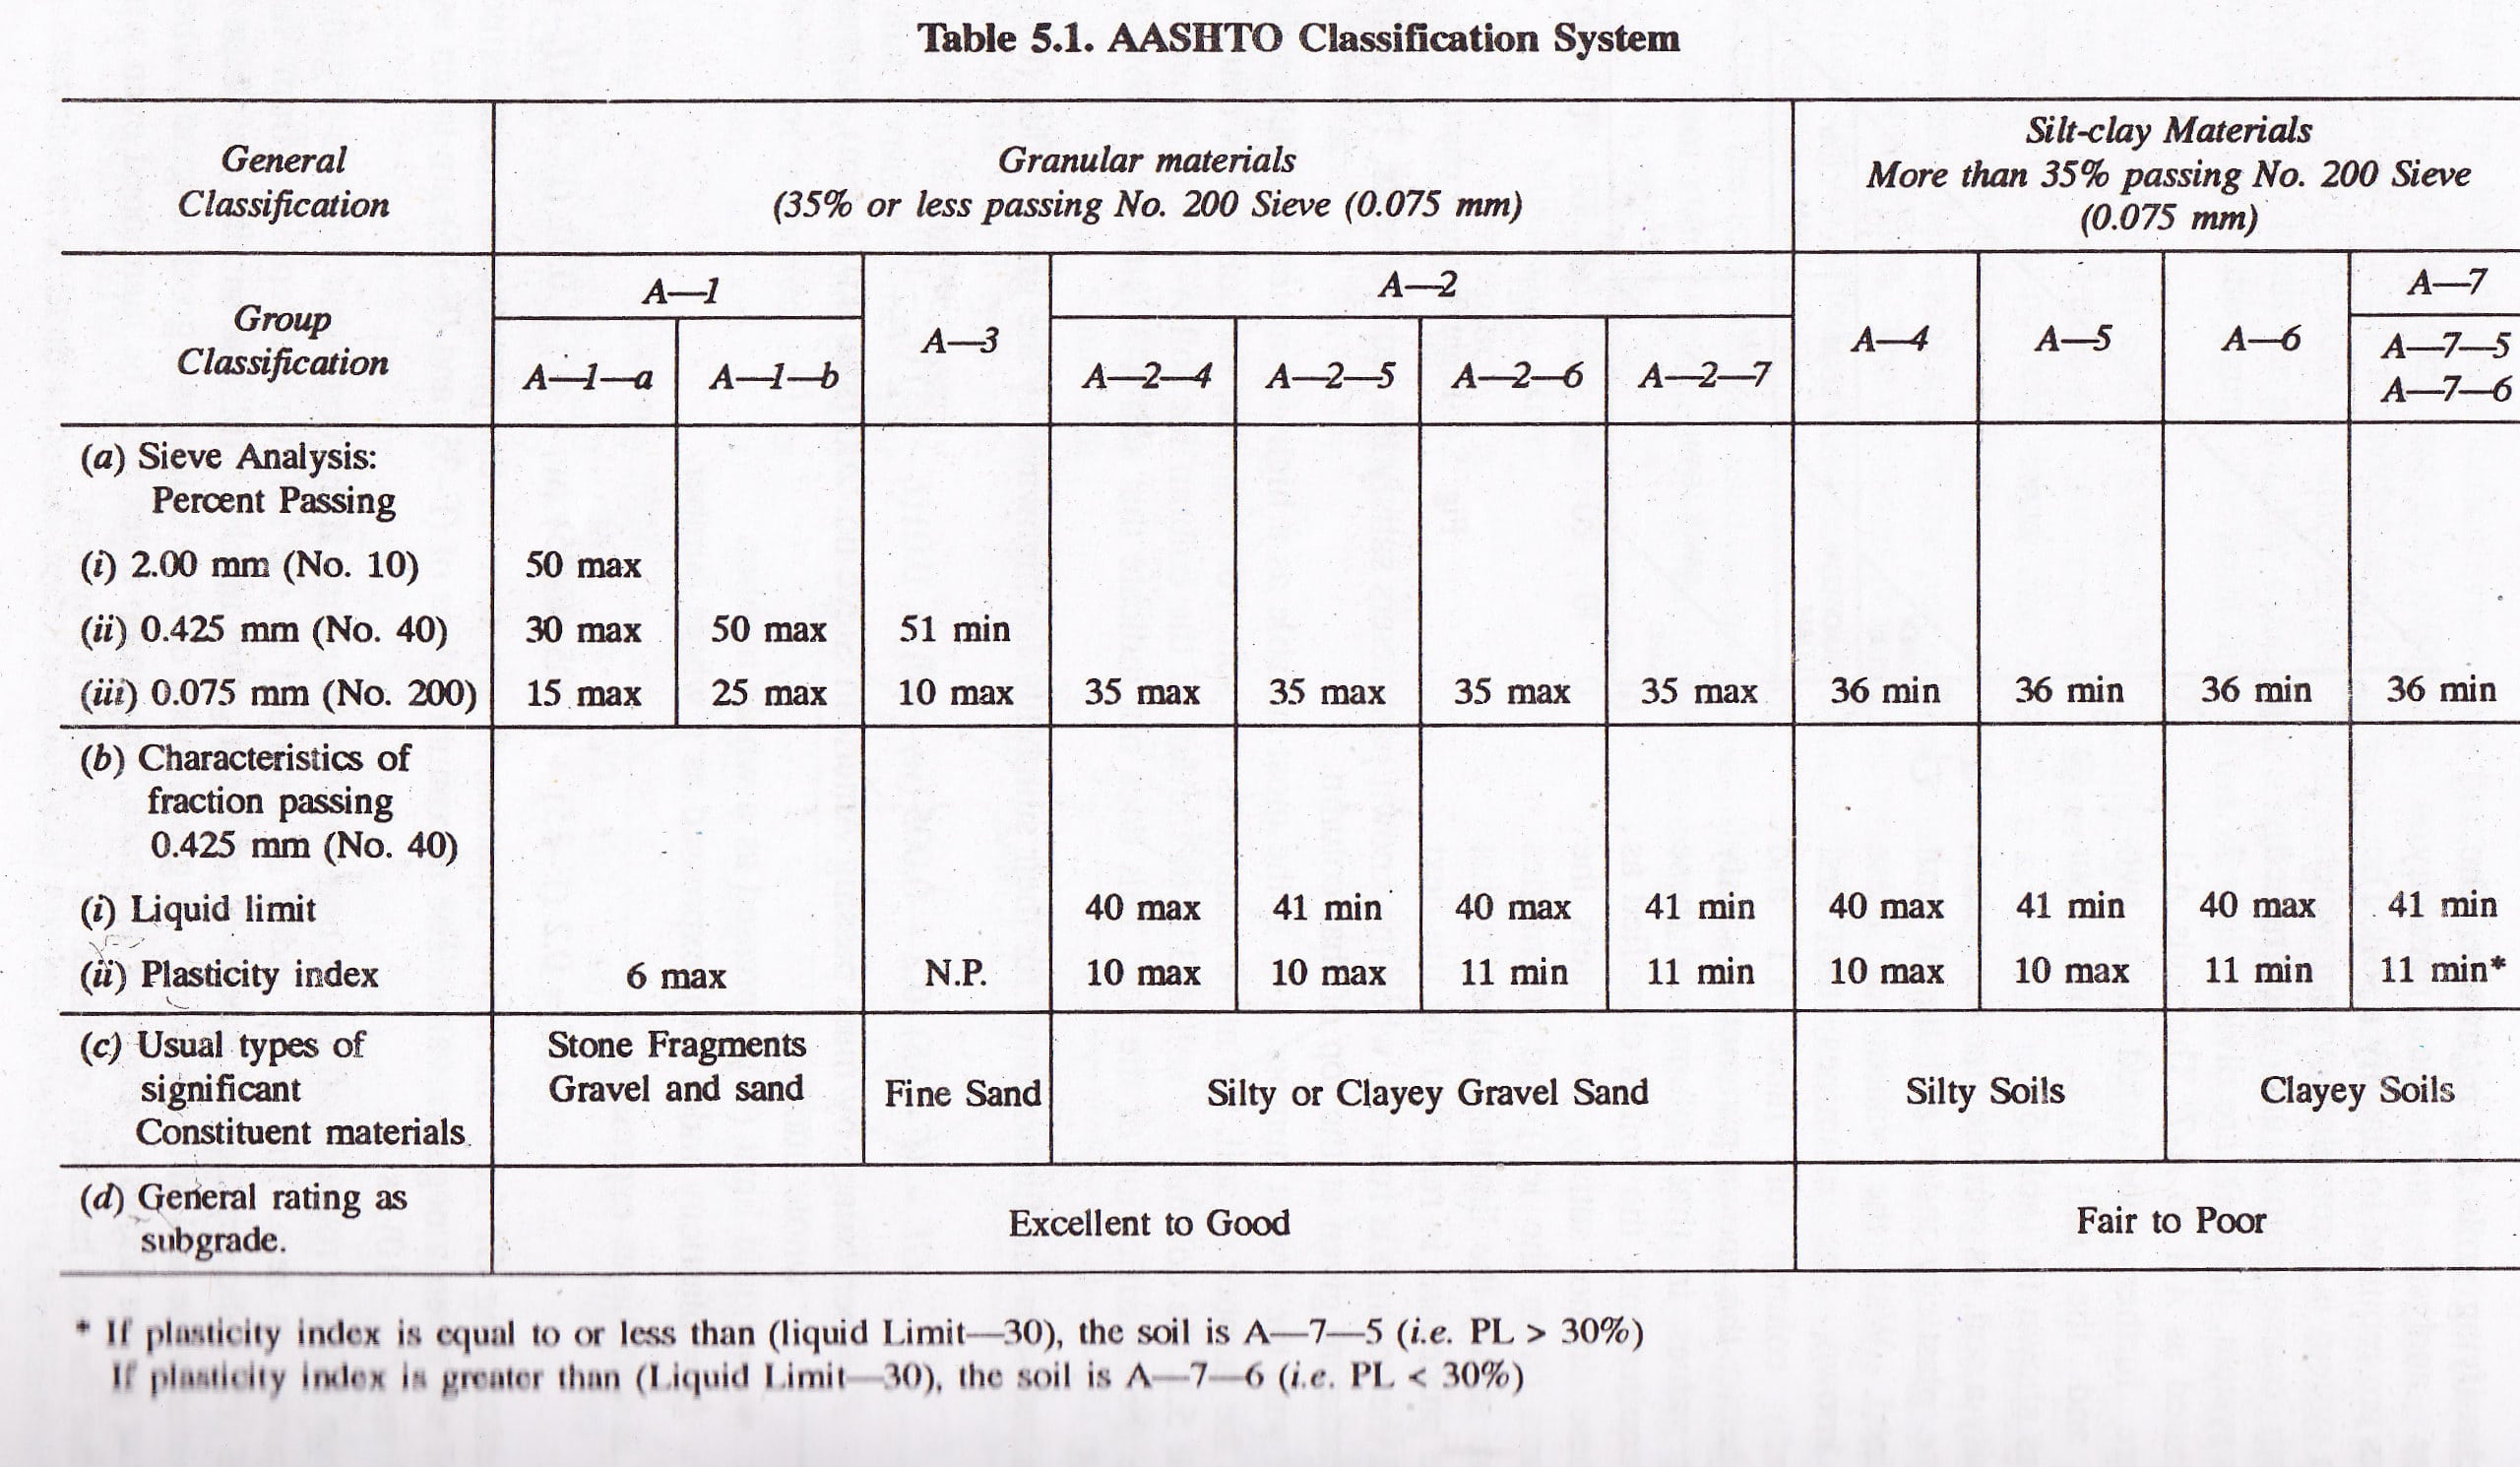 Table 5.1. AASHTO Classification System
General Classification
Granular materials
(35% or less passing No. 200 Sieve (0.075 mm)
Silt-clay Materials
More than 35% passing No. 200 Sieve
(0.075 mm)
Group Classification
A—1
A—3
A—2
A—4
A—5
A—6
A—7
A—1—a
A—1—b
A—2—4
A—2—5
A—2—6
A—2—7
A—7—5
A—7—6
(a) Sieve Analysis:
Percent Passing
(i) 2.00 mm (No. 10) 50 max
(ii) 0.425 mm (No. 40) 30 max 50 max 51 min
(iii) 0.075 mm (No. 200) 15 max 25 max 10 max 35 max 35 max 35 max 35 max 36 min 36 min 36 min 36 min
(b) Characteristics of
fraction passing
0.425 mm (No. 40)
(i) Liquid limit 40 max 41 min 40 max 41 min 40 max 41 min 40 max 41 min
(ii) Plasticity index 6 max N.P. 10 max 10 max 11 min 11 min 10 max 10 max 11 min 11 min*
(c) Usual types of
significant
Constituent materials
Stone Fragments
Gravel and sand
Fine Sand
Silty or Clayey Gravel Sand
Silty Soils
Clayey Soils
(d) General rating as
subgrade.
Excellent to Good
Fair to Poor
* If plasticity index is equal to or less than (liquid Limit—30), the soil is A—7—5 (i.e. PL > 30%)
If plasticity index is greater than (Liquid Limit—30), the soil is A—7—6 (i.e. PL < 30%)